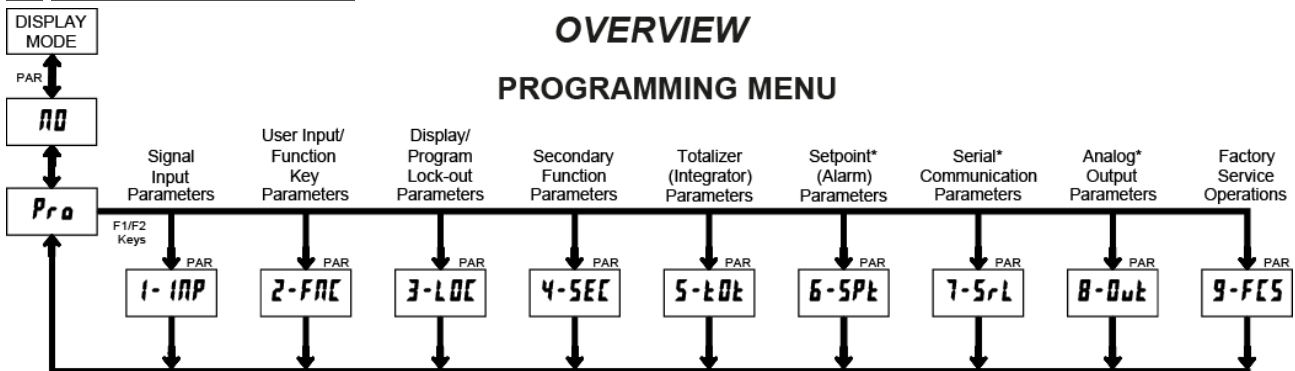 DISPLAY
MODE
OVERVIEW
PAR
PROGRAMMING MENU
NO
Pro
F1/F2
Keys
Signal
Input
Parameters
User Input/
Function
Key
Parameters
Display/
Program
Lock-out
Parameters
Secondary
Function
Parameters
Totalizer
(Integrator)
Parameters
Setpoint*
(Alarm)
Parameters
Serial*
Communication
Parameters
Analog*
Output
Parameters
Factory
Service
Operations
PAR
PAR
PAR
PAR
PAR
PAR
PAR
PAR
PAR
1-INP
2-FNC
3-LOC
4-SEC
5-tOt
6-SPt
7-SrL
8-Out
9-FCS